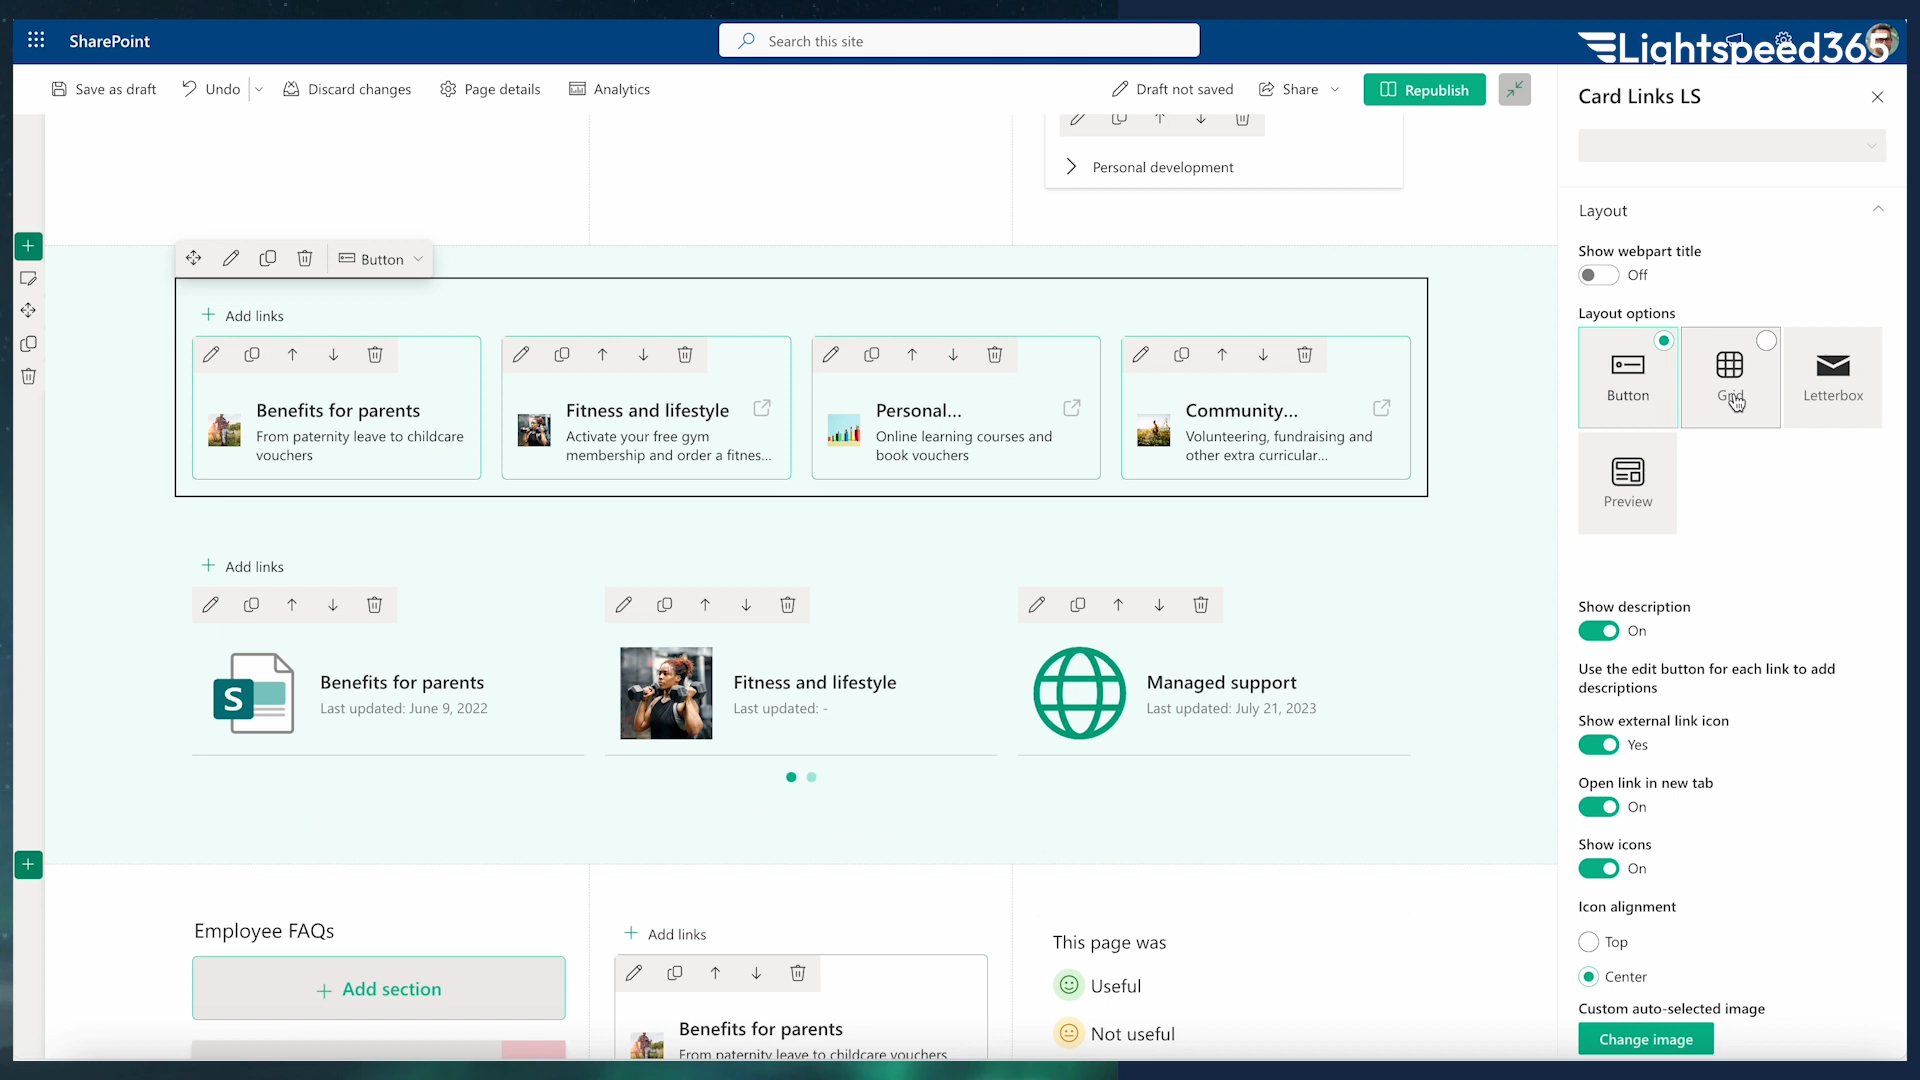 SharePoint
Search this site
Lightspeed365
Save as draft
Undo
Discard changes
Page details
Analytics
Draft not saved
Share
Republish
Card Links LS
Personal development
Layout
Show webpart title
Off
Button
Layout options
Add links
Button
Grid
Letterbox
Benefits for parents
From paternity leave to childcare
vouchers
Fitness and lifestyle
Activate your free gym
membership and order a fitnes...
Personal...
Online learning courses and
book vouchers
Community...
Volunteering, fundraising and
other extra curricular...
Preview
Add links
Show description
On
Use the edit button for each link to add
descriptions
S
Benefits for parents
Last updated: June 9, 2022
Fitness and lifestyle
Last updated: -
Managed support
Last updated: July 21, 2023
Show external link icon
Yes
Open link in new tab
On
Show icons
On
Icon alignment
Top
Center
Custom auto-selected image
Change image
Employee FAQs
Add section
Add links
Benefits for parents
From paternity leave to childcare vouchers
This page was
Useful
Not useful